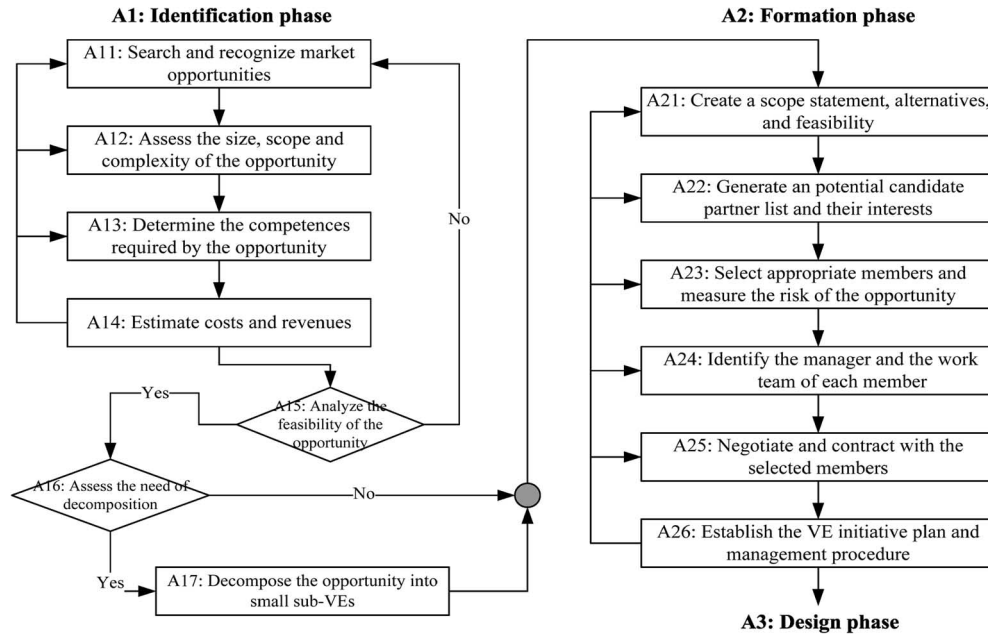 A1: Identification phase
A11: Search and recognize market
opportunities
A12: Assess the size, scope and
complexity of the opportunity
A13: Determine the competences
required by the opportunity
No
A14: Estimate costs and revenues
Yes
A15: Analyze the
feasibility of the
opportunity
A16: Assess the need of
decomposition
No
Yes
A17: Decompose the opportunity into
small sub-VEs
A2: Formation phase
A21: Create a scope statement, alternatives,
and feasibility
A22: Generate an potential candidate
partner list and their interests
A23: Select appropriate members and
measure the risk of the opportunity
A24: Identify the manager and the work
team of each member
A25: Negotiate and contract with the
selected members
A26: Establish the VE initiative plan and
management procedure
A3: Design phase